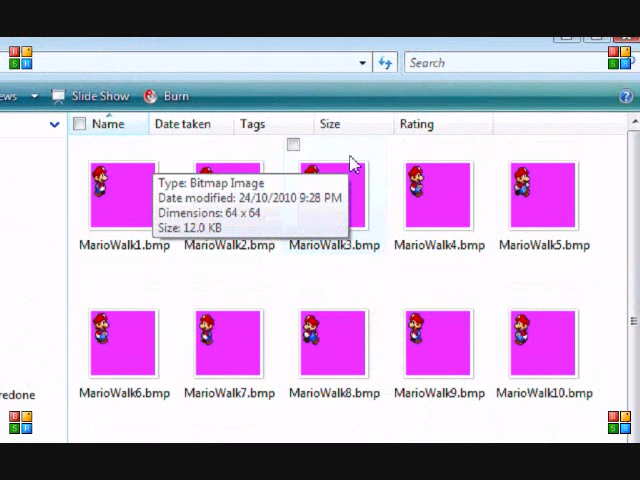 Search
ews Slide Show Burn
Name Date taken Tags Size Rating
Type: Bitmap Image
Date modified: 24/10/2010 9:28 PM
Dimensions: 64 x 64
Size: 12.0 KB
MarioWalk1.bmp MarioWalk2.bmp MarioWalk3.bmp MarioWalk4.bmp MarioWalk5.bmp
MarioWalk6.bmp MarioWalk7.bmp MarioWalk8.bmp MarioWalk9.bmp MarioWalk10.bmp
redone